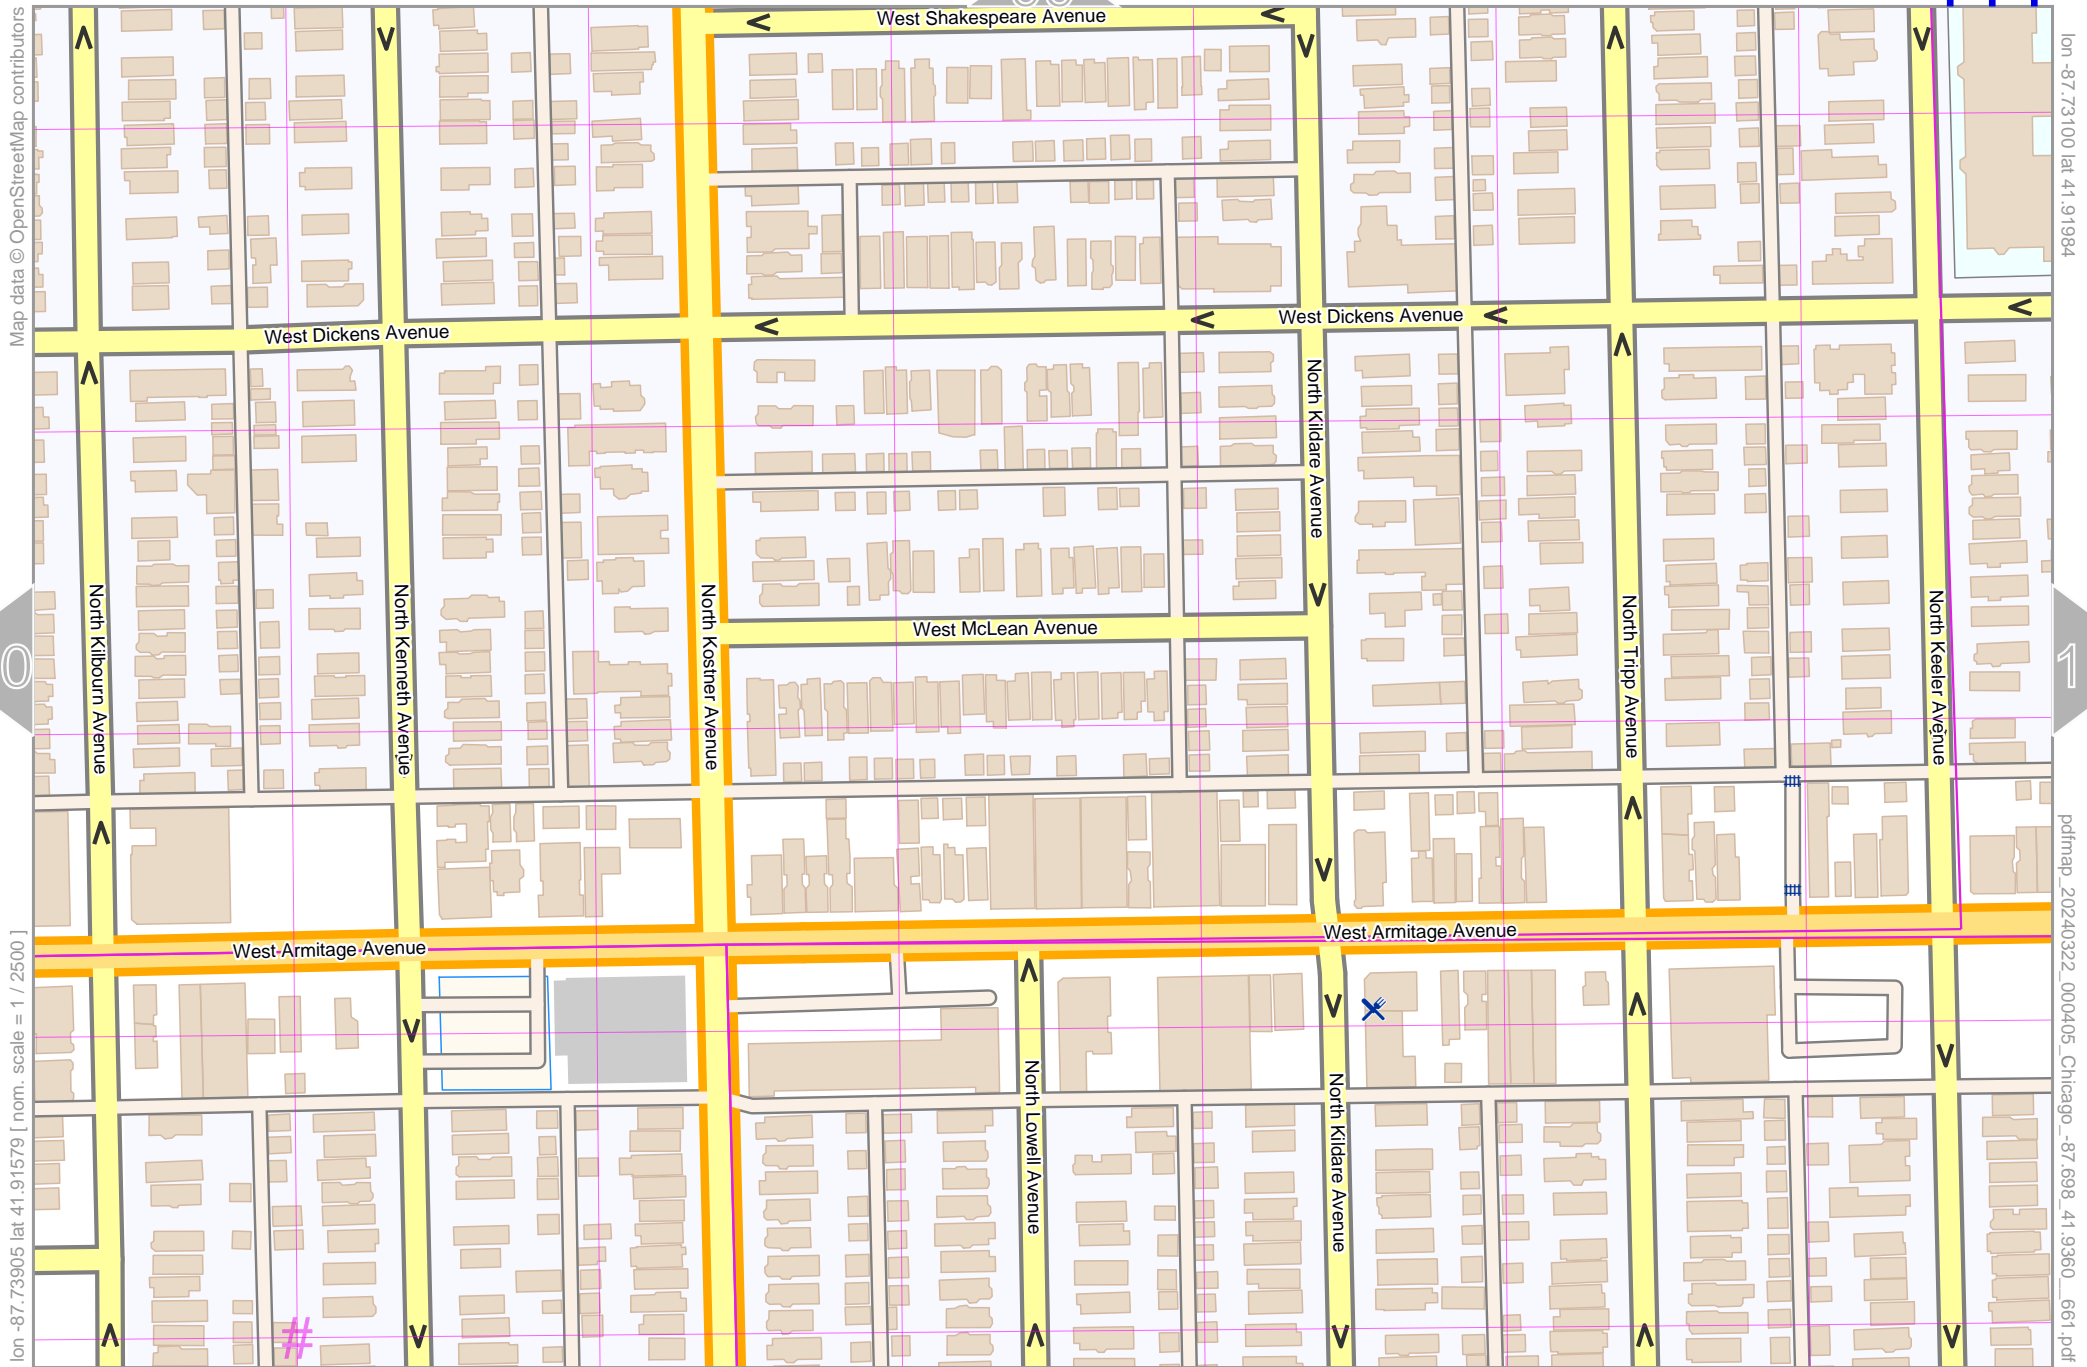 West Shakespeare Avenue
West Dickens Avenue
West Dickens Avenue
North Kildare Avenue
North Kilbourn Avenue
North Kenneth Avenue
North Kostner Avenue
West McLean Avenue
North Tripp Avenue
North Keeler Avenue
West Armitage Avenue
West Armitage Avenue
North Lowell Avenue
North Kildare Avenue
Map data © OpenStreetMap contributors
lon -87.73905 lat 41.91579 [ nom. scale = 1 / 2500 ]
lon -87.73100 lat 41.91984
pdfmap_20240322_000405_Chicago_-87.698_41.9360__661.pdf
0
1
#